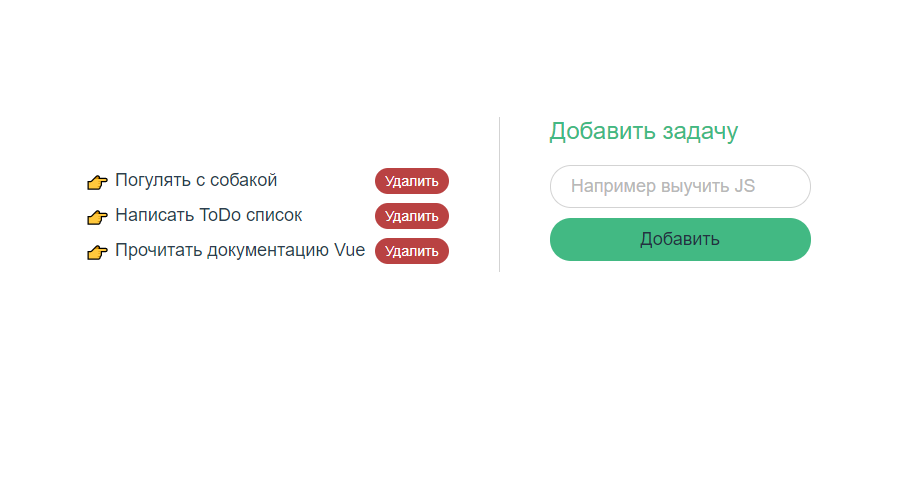 Погулять с собакой Удалить
Написать ToDo список Удалить
Прочитать документацию Vue Удалить
Добавить задачу
Например выучить JS
Добавить